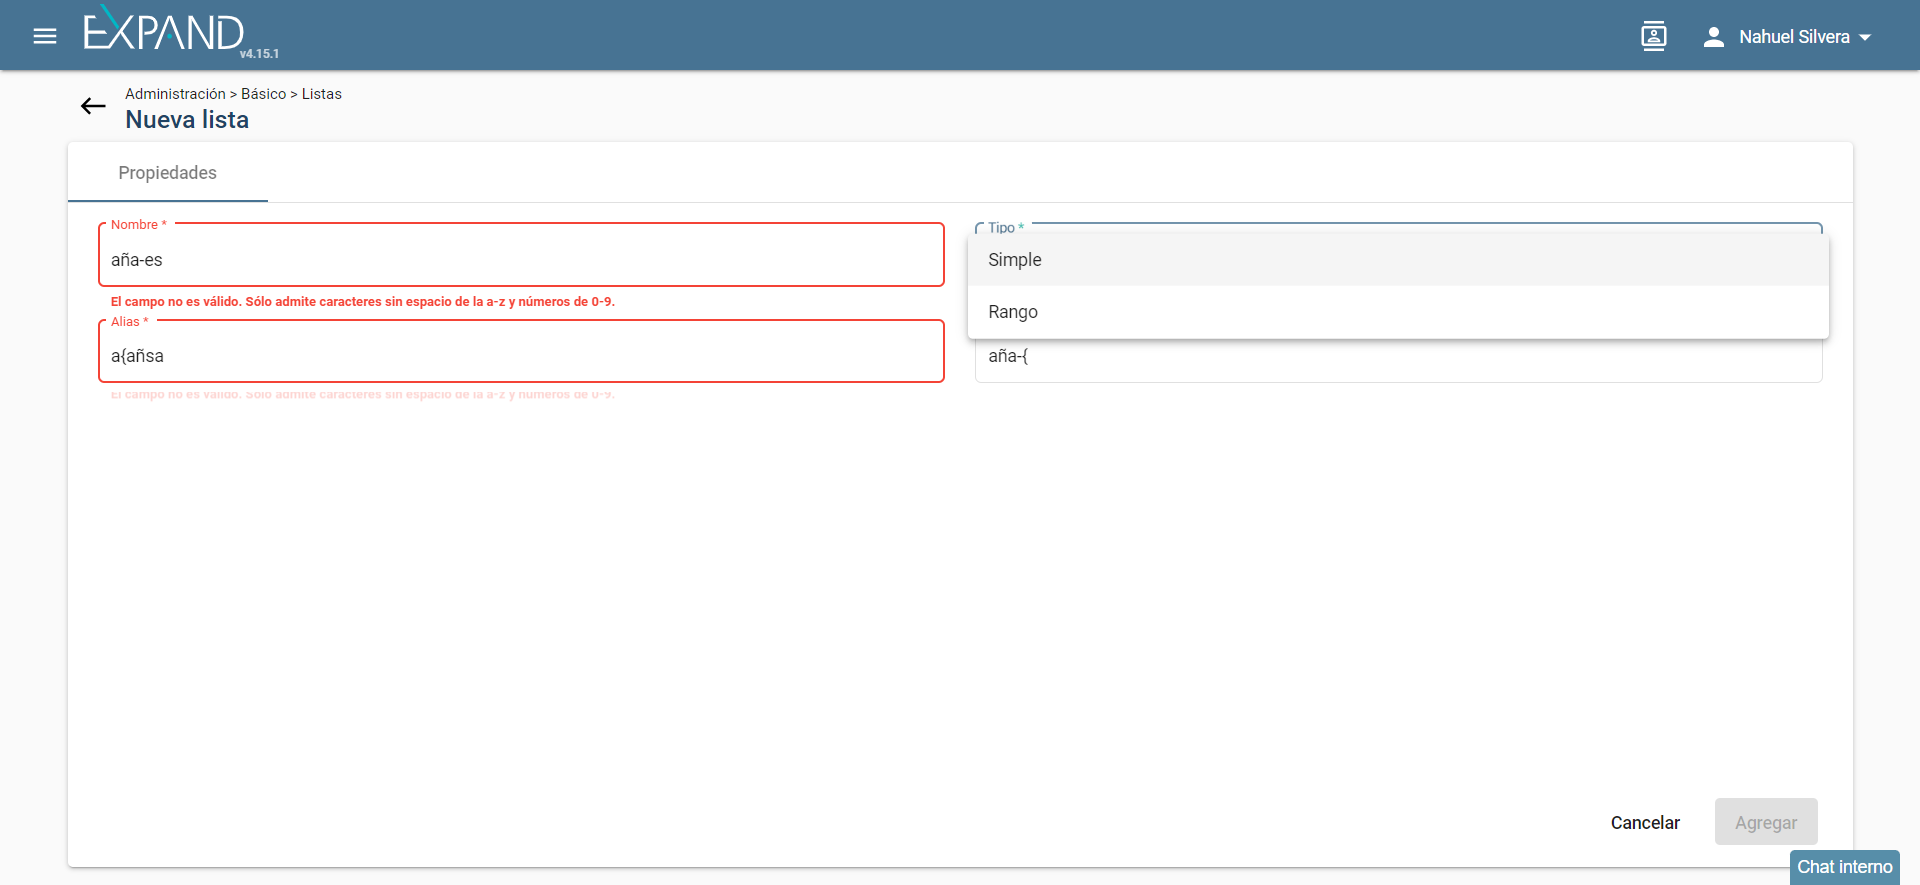 EXPAND
v4.15.1
Nahuel Silvera
Administración > Básico > Listas
Nueva lista
Propiedades
Nombre *
aña-es
El campo no es válido. Sólo admite caracteres sin espacio de la a-z y números de 0-9.
Tipo *
Simple
Rango
Alias *
a{añsa
El campo no es válido. Sólo admite caracteres sin espacio de la a-z y números de 0-9.
aña-{
Cancelar
Agregar
Chat interno